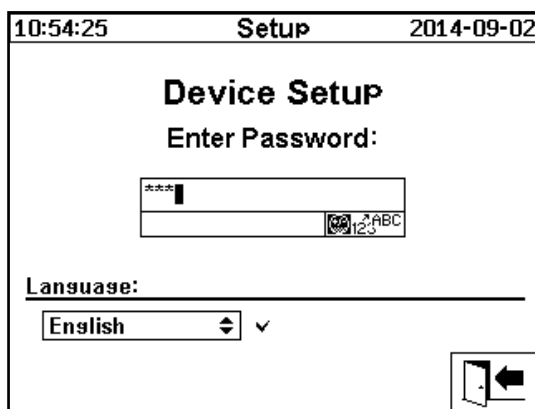 10:54:25 Setup 2014-09-02
Device Setup
Enter Password:
***
123 ABC
Language:
English